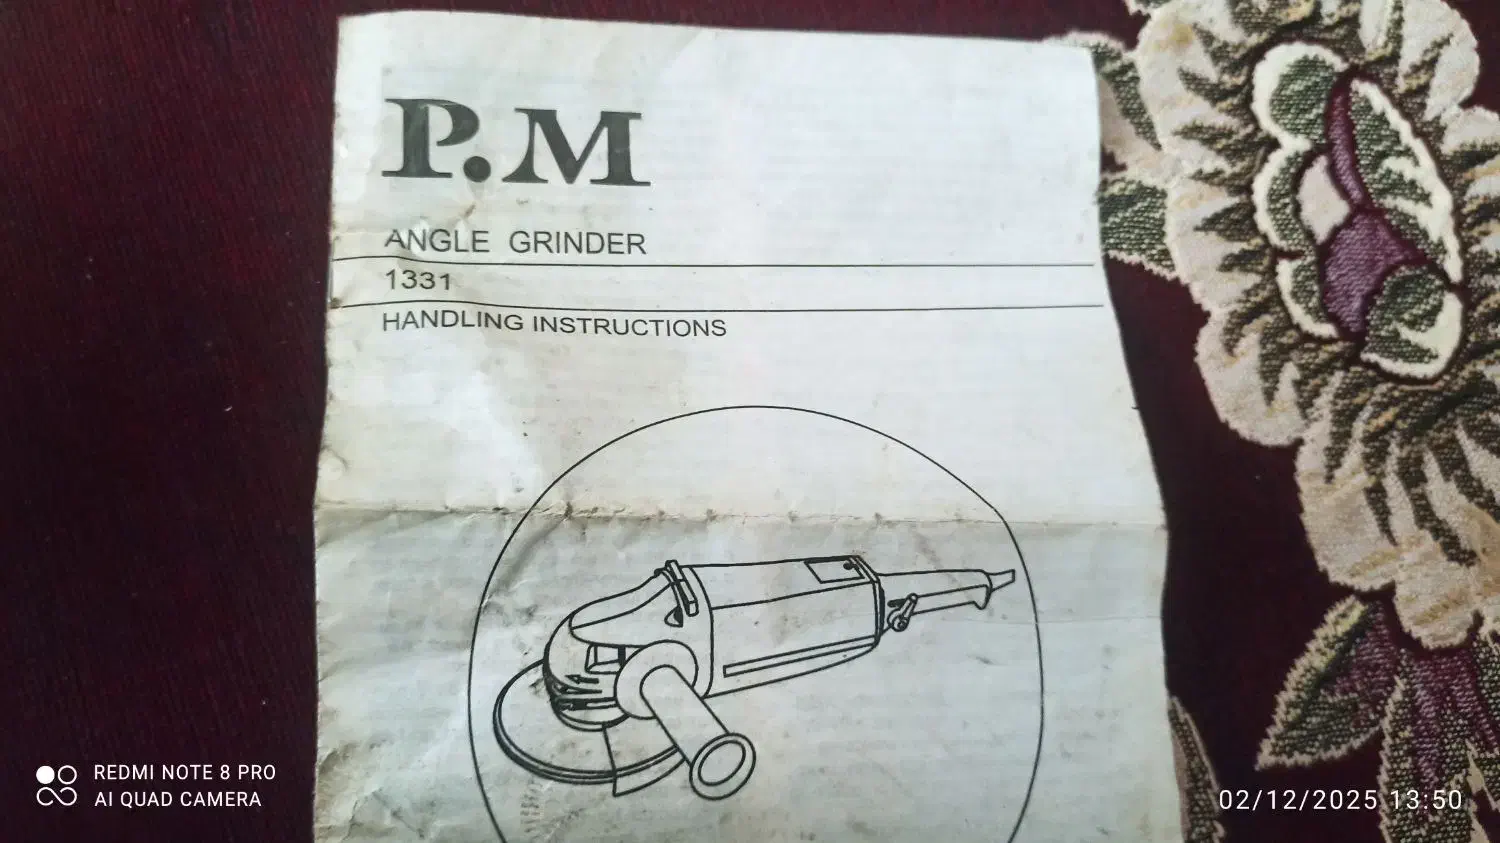 P.M
ANGLE GRINDER
1331
HANDLING INSTRUCTIONS
REDMI NOTE 8 PRO
AI QUAD CAMERA
02/12/2025 13:50